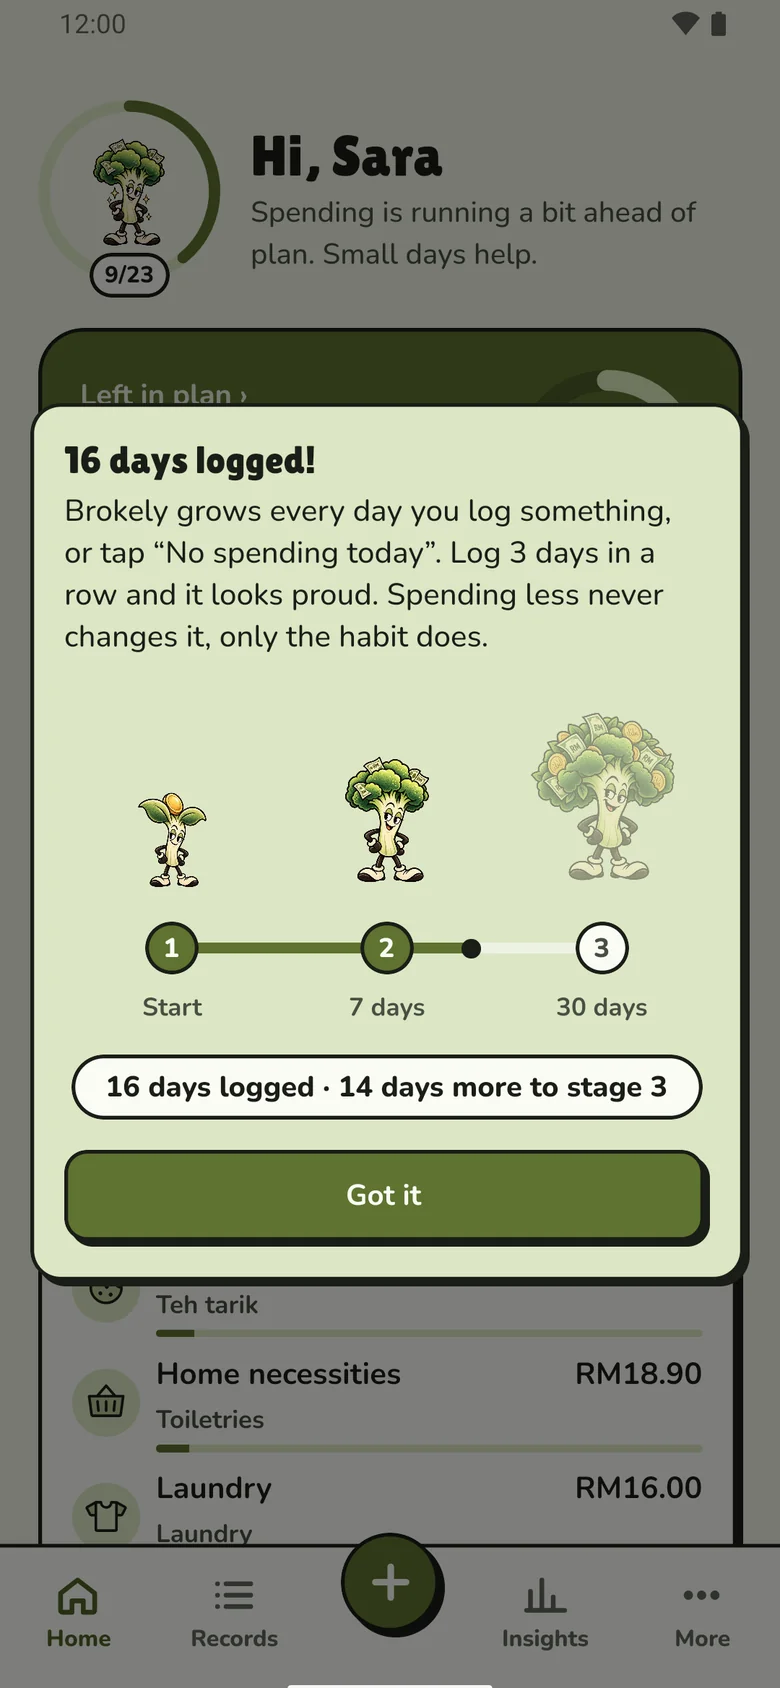 12:00
Hi, Sara
Spending is running a bit ahead of
plan. Small days help.
9/23
Left in plan ›
16 days logged!
Brokely grows every day you log something,
or tap “No spending today”. Log 3 days in a
row and it looks proud. Spending less never
changes it, only the habit does.
RM
RM
RM
RM
1
2
3
Start
7 days
30 days
16 days logged · 14 days more to stage 3
Got it
Teh tarik
Home necessities
RM18.90
Toiletries
Laundry
RM16.00
Laundry
Home
Records
Insights
More